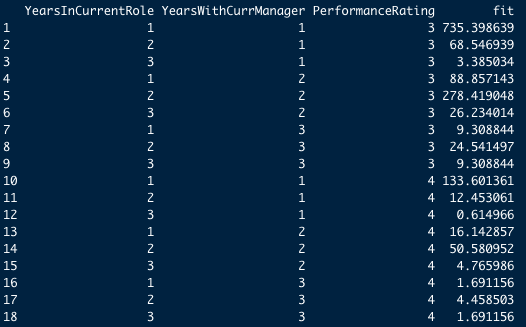 YearsInCurrentRole YearsWithCurrManager PerformanceRating fit
1 1 1 3 735.398639
2 2 1 3 68.546939
3 3 1 3 3.385034
4 1 2 3 88.857143
5 2 2 3 278.419048
6 3 2 3 26.234014
7 1 3 3 9.308844
8 2 3 3 24.541497
9 3 3 3 9.308844
10 1 1 4 133.601361
11 2 1 4 12.453061
12 3 1 4 0.614966
13 1 2 4 16.142857
14 2 2 4 50.580952
15 3 2 4 4.765986
16 1 3 4 1.691156
17 2 3 4 4.458503
18 3 3 4 1.691156